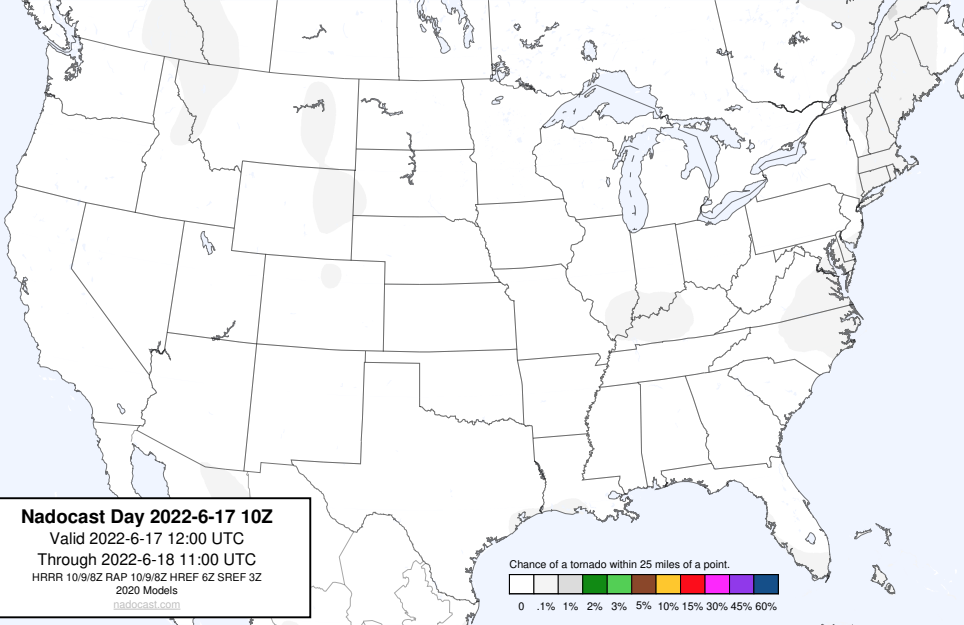 Nadocast Day 2022-6-17 10Z
Valid 2022-6-17 12:00 UTC
Through 2022-6-18 11:00 UTC
HRRR 10/9/8Z RAP 10/9/8Z HREF 6Z SREF 3Z
2020 Models
nadocast.com
Chance of a tornado within 25 miles of a point.
0 .1% 1% 2% 3% 5% 10% 15% 30% 45% 60%